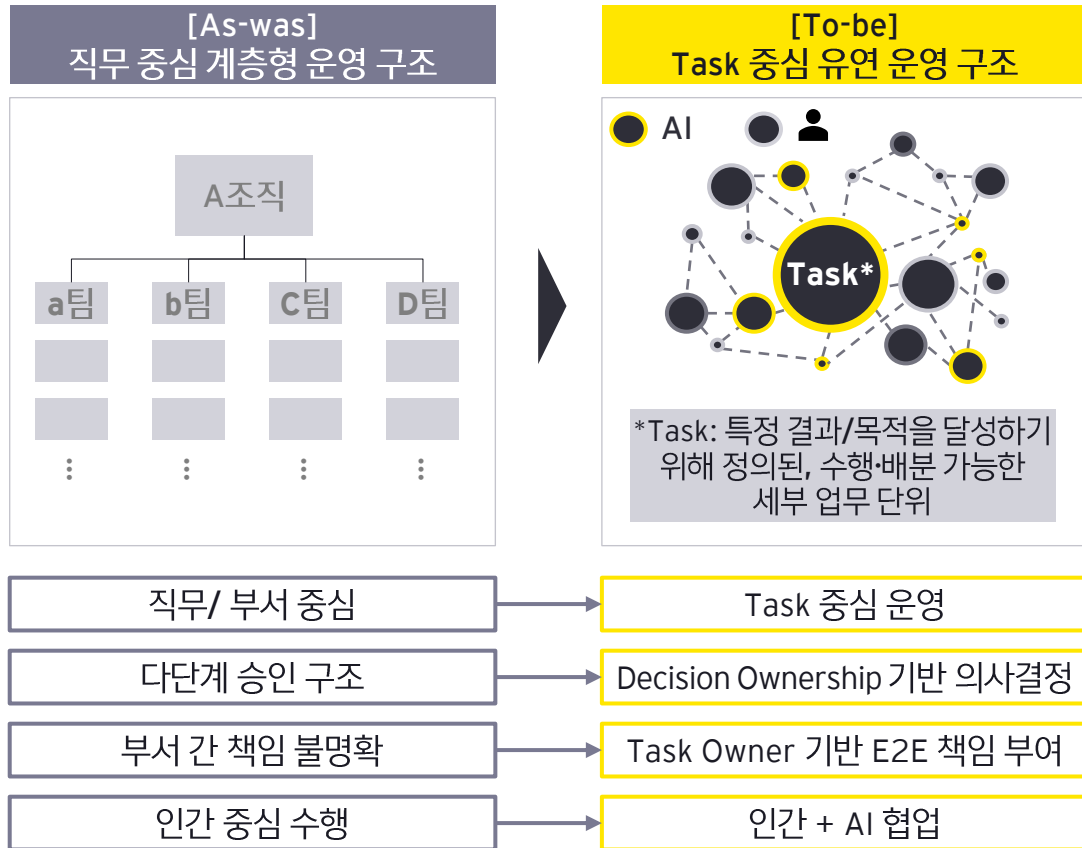 [As-was]
직무 중심 계층형 운영 구조
[To-be]
Task 중심 유연 운영 구조
A조직
a팀
b팀
C팀
D팀
AI
Task*
*Task: 특정 결과/목적을 달성하기
위해 정의된, 수행·배분 가능한
세부 업무 단위
직무/ 부서 중심
Task 중심 운영
다단계 승인 구조
Decision Ownership 기반 의사결정
부서 간 책임 불명확
Task Owner 기반 E2E 책임 부여
인간 중심 수행
인간 + AI 협업